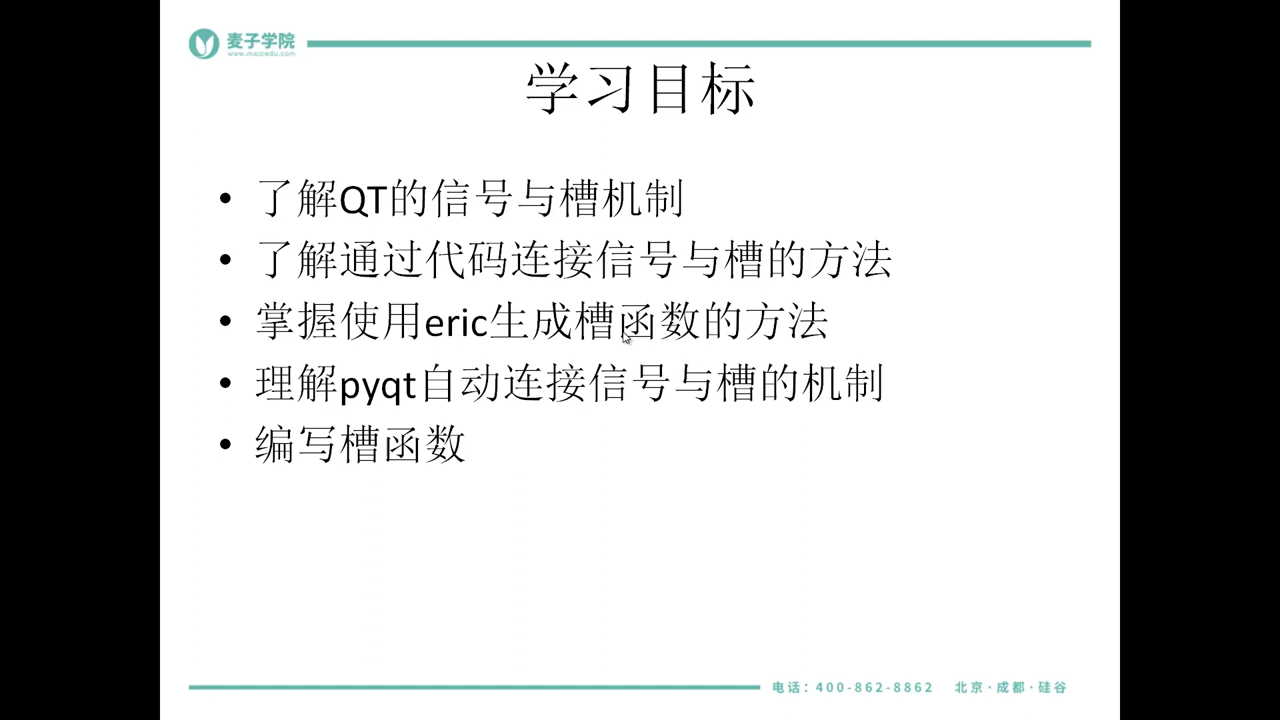 麦子学院
www.maiziedu.com
学习目标
• 了解QT的信号与槽机制
• 了解通过代码连接信号与槽的方法
• 掌握使用eric生成槽函数的方法
• 理解pyqt自动连接信号与槽的机制
• 编写槽函数
电话：400-862-8862 北京·成都·硅谷